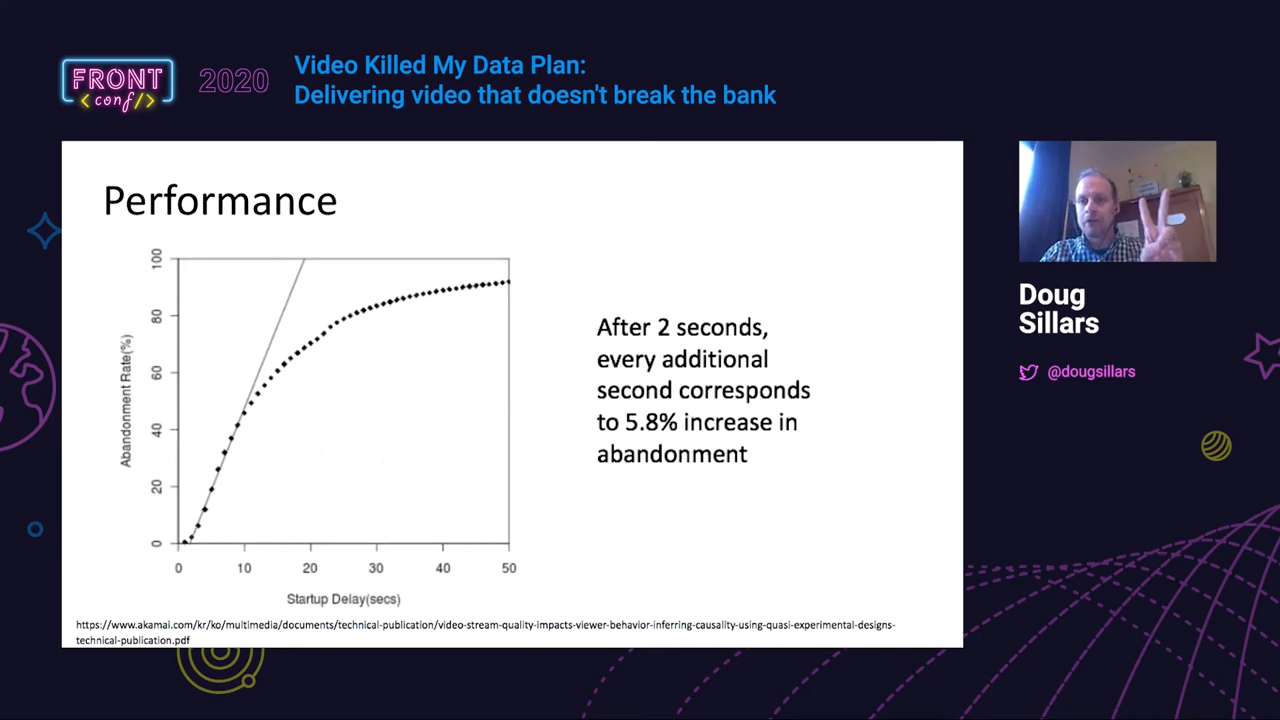 FRONT
<conf/>
2020
Video Killed My Data Plan:
Delivering video that doesn't break the bank
Performance
100
80
60
40
20
0
Abandonment Rate(%)
0 10 20 30 40 50
Startup Delay(secs)
After 2 seconds,
every additional
second corresponds
to 5.8% increase in
abandonment
https://www.akamai.com/kr/ko/multimedia/documents/technical-publication/video-stream-quality-impacts-viewer-behavior-inferring-causality-using-quasi-experimental-designs-
technical-publication.pdf
Doug
Sillars
@dougsillars